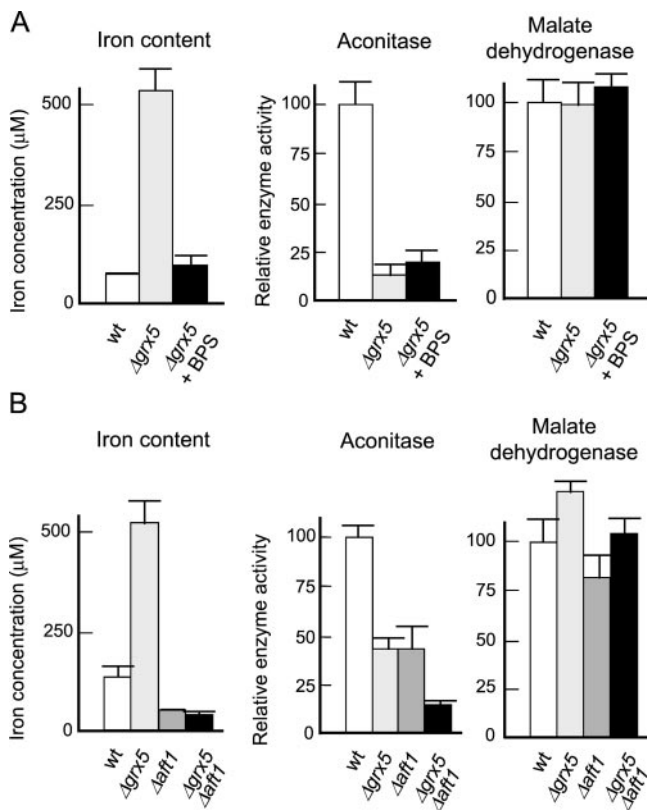 A
Iron content
Aconitase
Malate
dehydrogenase
Iron concentration (μM)
500
250
0
wt
Δgrx5
Δgrx5
+ BPS
Relative enzyme activity
100
75
50
25
0
wt
Δgrx5
Δgrx5
+ BPS
100
75
50
25
0
wt
Δgrx5
Δgrx5
+ BPS
B
Iron content
Aconitase
Malate
dehydrogenase
Iron concentration (μM)
500
250
0
wt
Δgrx5
Δaft1
Δgrx5
Δaft1
Relative enzyme activity
100
75
50
25
0
wt
Δgrx5
Δaft1
Δgrx5
Δaft1
100
75
50
25
0
wt
Δgrx5
Δaft1
Δgrx5
Δaft1